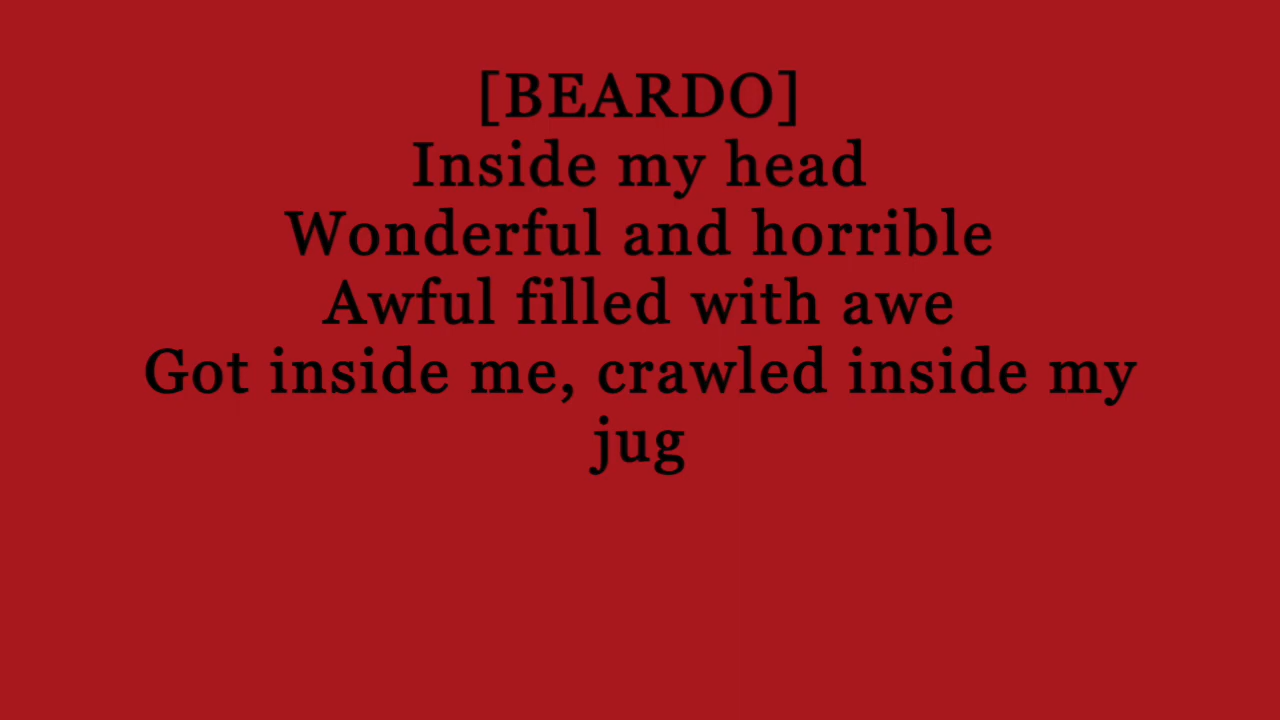 [BEARDO]
Inside my head
Wonderful and horrible
Awful filled with awe
Got inside me, crawled inside my
jug